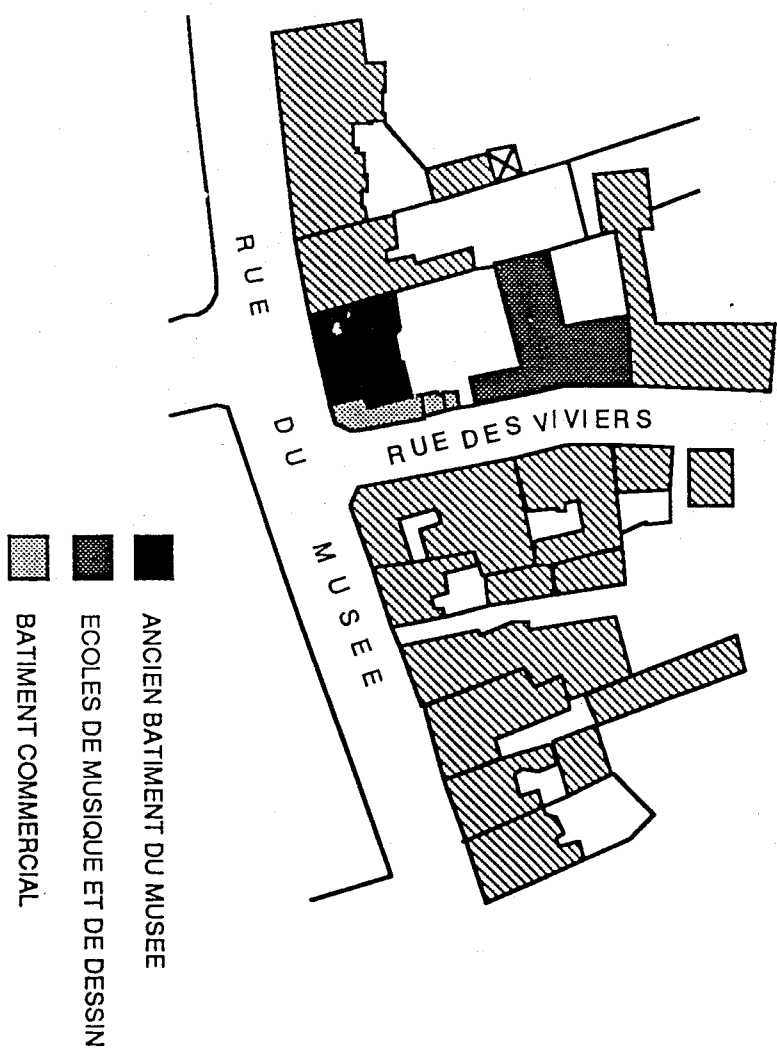 RUE DU MUSEE
RUE DES VIVIERS
ANCIEN BATIMENT DU MUSEE
ECOLES DE MUSIQUE ET DE DESSIN
BATIMENT COMMERCIAL